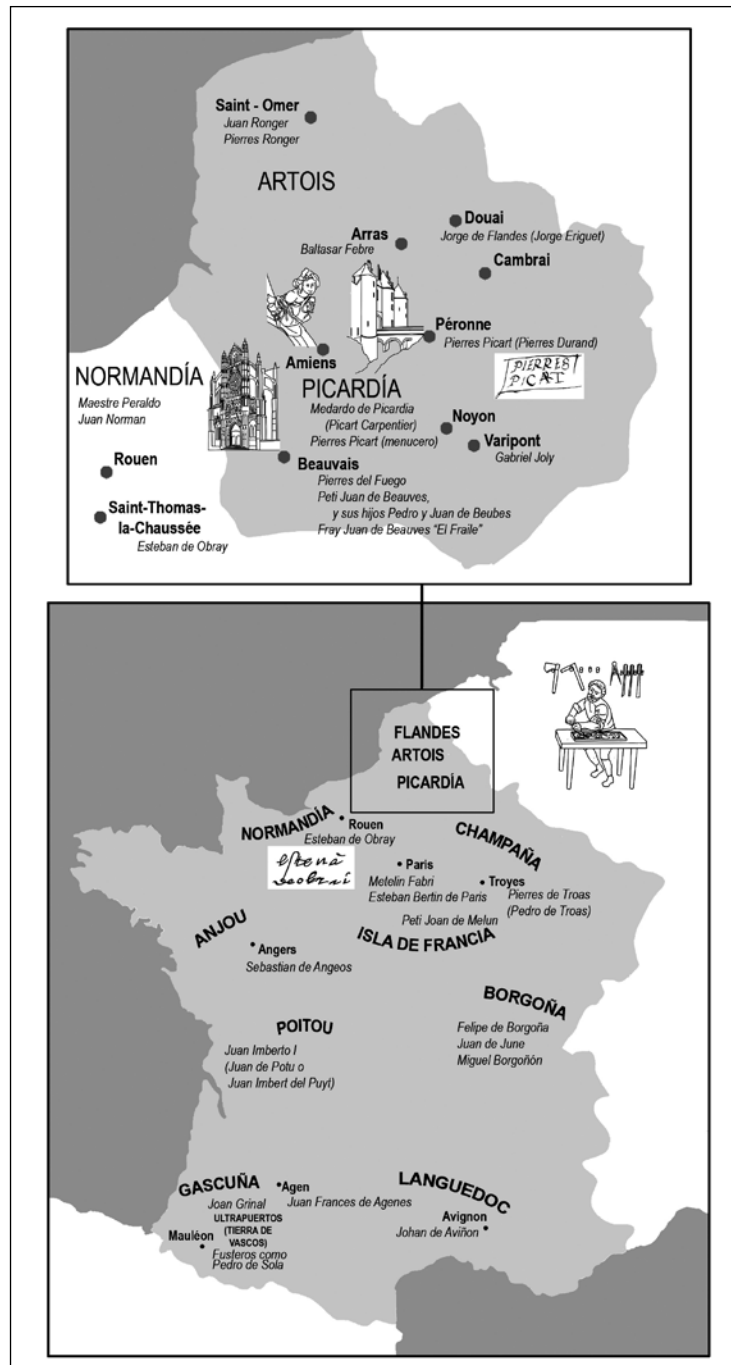 Saint - Omer
Juan Ronger
Pierres Ronger
ARTOIS
Douai
Jorge de Flandes (Jorge Eriguet)
Arras
Baltasar Febre
Cambrai
Péronne
Pierres Picart (Pierres Durand)
PIERRES
PICAT
Amiens
NORMANDÍA
Maestre Peraldo
Juan Norman
PICARDÍA
Medardo de Picardia
(Picart Carpentier)
Pierres Picart (menucero)
Noyon
Varipont
Gabriel Joly
Rouen
Beauvais
Pierres del Fuego
Peti Juan de Beauves,
y sus hijos Pedro y Juan de Beubes
Fray Juan de Beauves "El Fraile"
Saint-Thomas-
la-Chaussée
Esteban de Obray
FLANDES
ARTOIS
PICARDÍA
NORMANDÍA
Rouen
Esteban de Obray
CHAMPAÑA
Paris
Metelin Fabri
Esteban Bertin de Paris
Troyes
Pierres de Troas
(Pedro de Troas)
Peti Joan de Melun
ISLA DE FRANCIA
ANJOU
Angers
Sebastian de Angeos
BORGOÑA
Felipe de Borgoña
Juan de June
Miguel Borgoñón
POITOU
Juan Imberto I
(Juan de Potu o
Juan Imbert del Puyt)
GASCUÑA
Joan Grinal
Agen
Juan Frances de Agenes
LANGUEDOC
Avignon
Johan de Aviñon
ULTRAPUERTOS
(TIERRA DE
VASCOS)
Mauléon
Fusteros como
Pedro de Sola